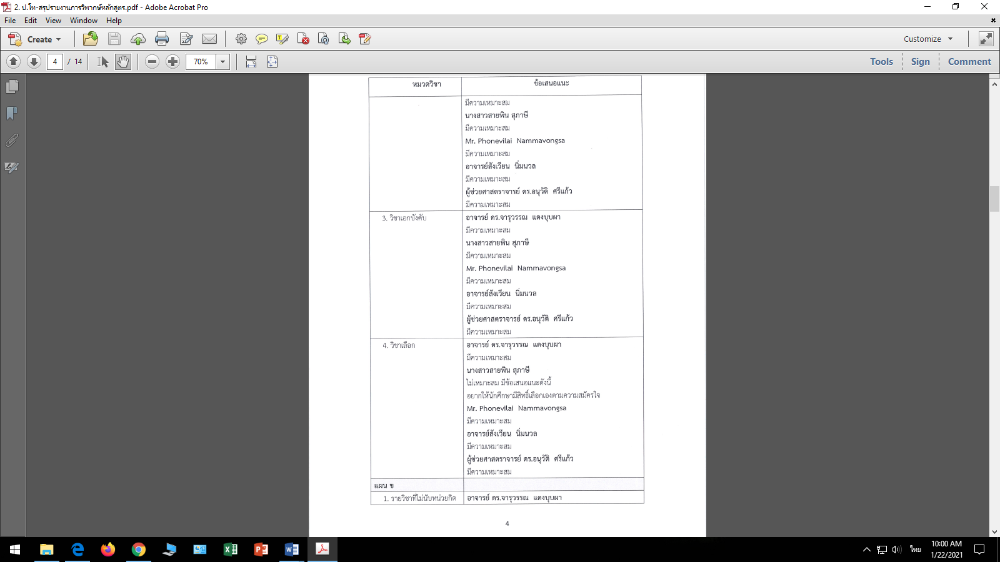 2. ป.โท-สรุปรายงานการวิพากษ์หลักสูตร.pdf - Adobe Acrobat Pro
File Edit View Window Help
Create Customize
4 / 14 70% Tools Sign Comment
หมวดวิชา ข้อเสนอแนะ
มีความเหมาะสม
นางสาวสายพิน สุภาษี
มีความเหมาะสม
Mr. Phonevilai Nammavongsa
มีความเหมาะสม
อาจารย์สังเวียน นิ่มนวล
มีความเหมาะสม
ผู้ช่วยศาสตราจารย์ ดร.อนุวัติ ศรีแก้ว
มีความเหมาะสม
3. วิชาเอกบังคับ อาจารย์ ดร.จารุวรรณ แดงบุบผา
มีความเหมาะสม
นางสาวสายพิน สุภาษี
มีความเหมาะสม
Mr. Phonevilai Nammavongsa
มีความเหมาะสม
อาจารย์สังเวียน นิ่มนวล
มีความเหมาะสม
ผู้ช่วยศาสตราจารย์ ดร.อนุวัติ ศรีแก้ว
มีความเหมาะสม
4. วิชาเลือก อาจารย์ ดร.จารุวรรณ แดงบุบผา
มีความเหมาะสม
นางสาวสายพิน สุภาษี
ไม่เหมาะสม มีข้อเสนอแนะดังนี้
อยากให้นักศึกษามีสิทธิ์เลือกเองตามความสมัครใจ
Mr. Phonevilai Nammavongsa
มีความเหมาะสม
อาจารย์สังเวียน นิ่มนวล
มีความเหมาะสม
ผู้ช่วยศาสตราจารย์ ดร.อนุวัติ ศรีแก้ว
มีความเหมาะสม
แผน ข
1. รายวิชาที่ไม่นับหน่วยกิต อาจารย์ ดร.จารุวรรณ แดงบุบผา
4
ไทย 10:00 AM
1/22/2021